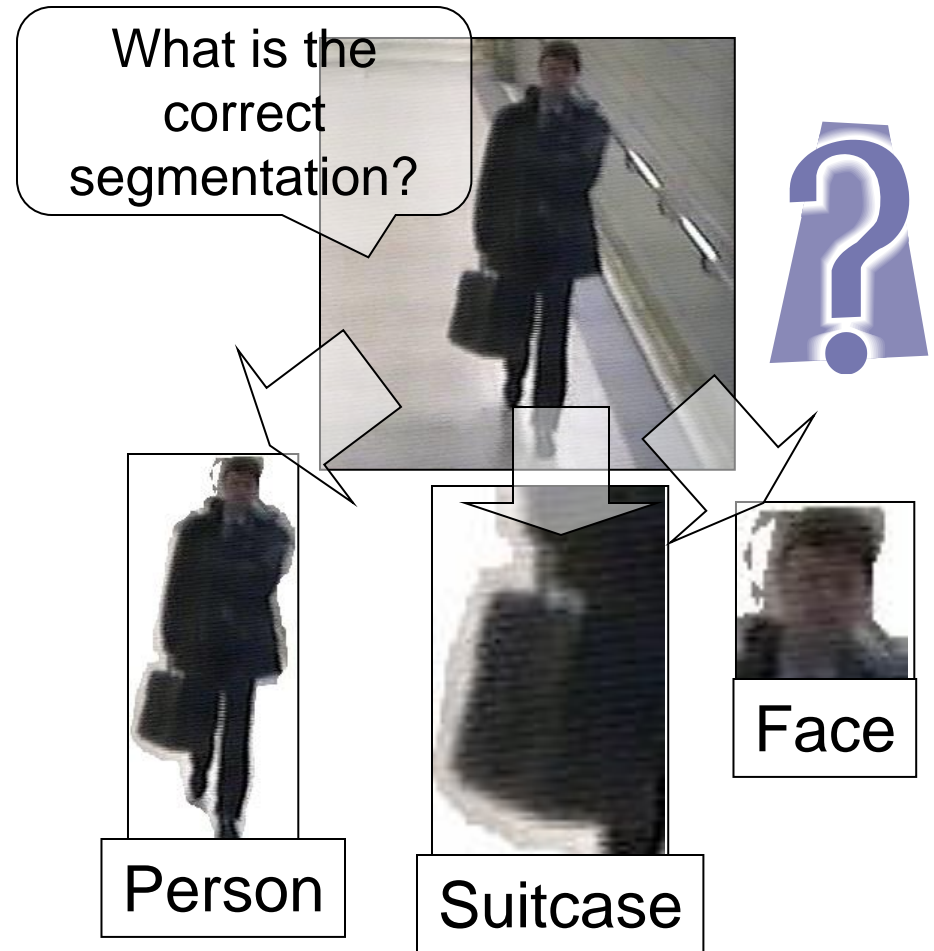 What is the
correct
segmentation?
Person
Suitcase
Face